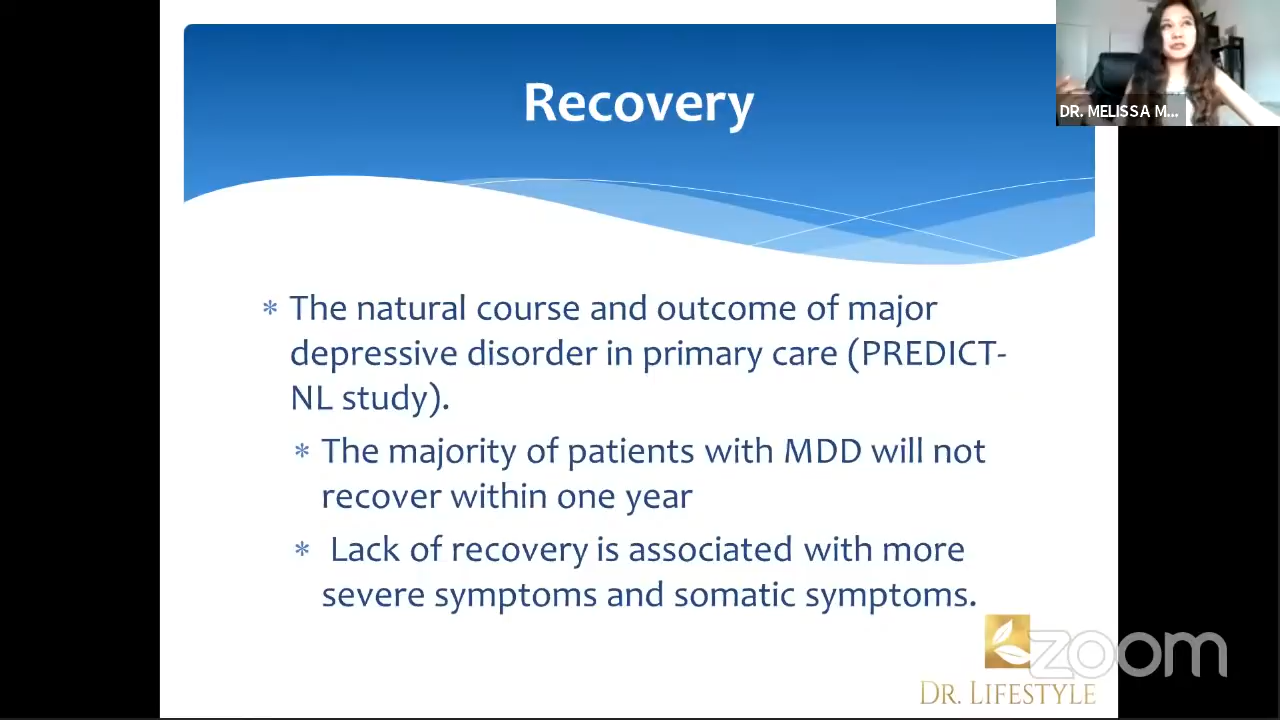 Recovery
DR. MELISSA M...
* The natural course and outcome of major
depressive disorder in primary care (PREDICT-
NL study).
* The majority of patients with MDD will not
recover within one year
* Lack of recovery is associated with more
severe symptoms and somatic symptoms.
zoom
DR. LIFESTYLE